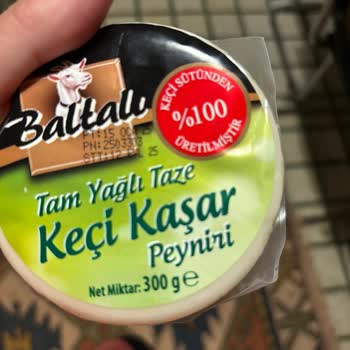 Baltalı
KEÇİ SÜTÜNDEN
%100
ÜRETİLMİŞTİR
Tam Yağlı Taze
Keçi Kaşar
Peyniri
Net Miktar: 300 g e